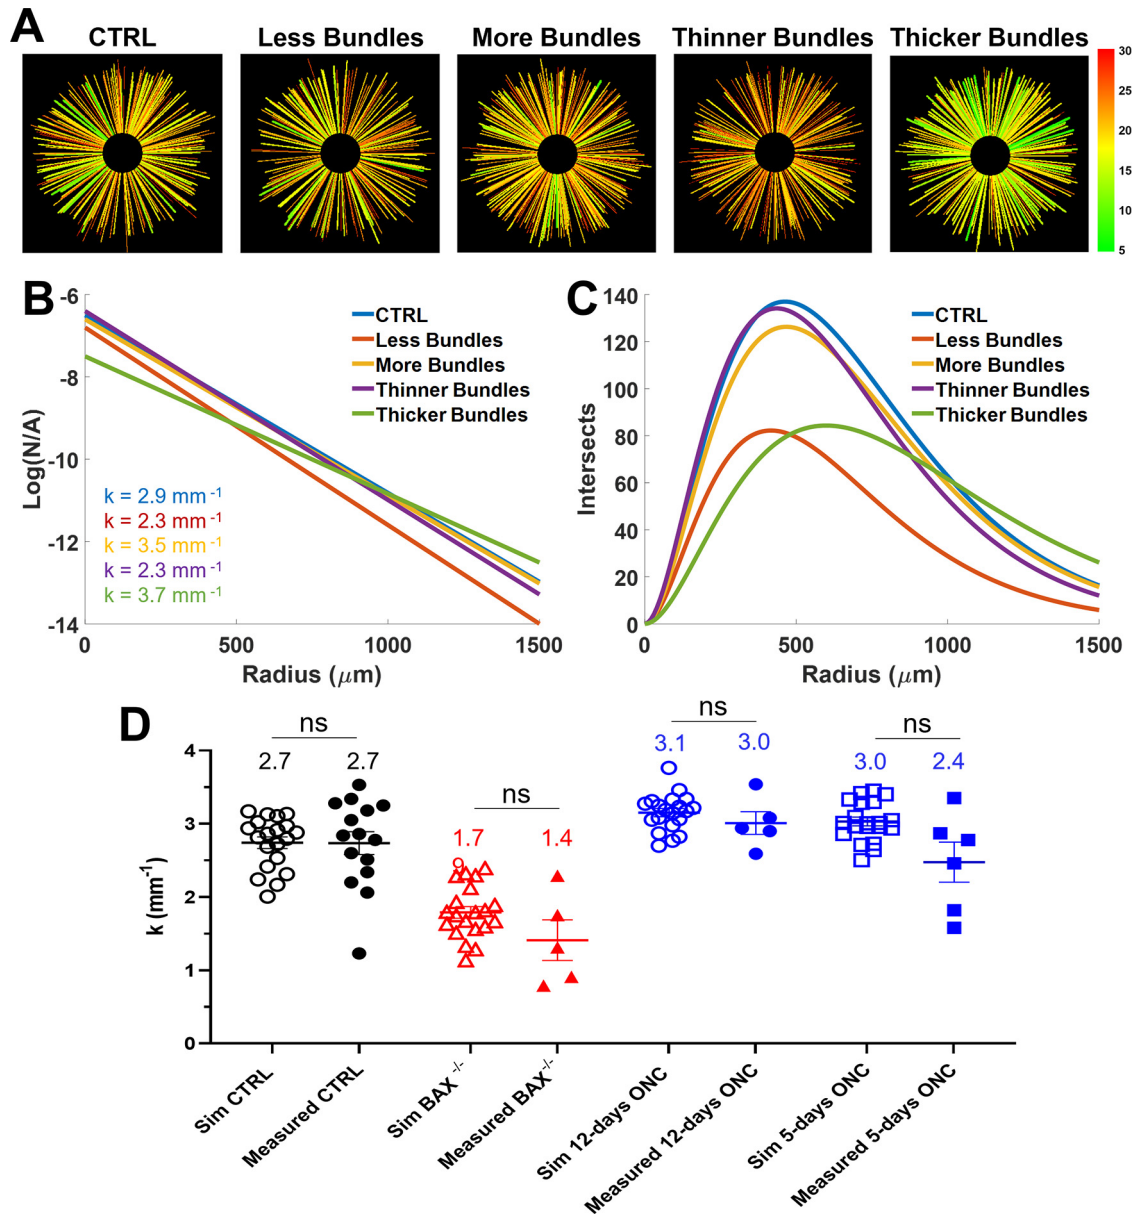 A
CTRL
Less Bundles
More Bundles
Thinner Bundles
Thicker Bundles
30
25
20
15
10
5
B
-6
-8
-10
-12
-14
Log(NI/A)
CTRL
Less Bundles
More Bundles
Thinner Bundles
Thicker Bundles
k = 2.9 mm⁻¹
k = 2.3 mm⁻¹
k = 3.5 mm⁻¹
k = 2.3 mm⁻¹
k = 3.7 mm⁻¹
0 500 1000 1500
Radius (μm)
C
140
120
100
80
60
40
20
0
Intersects
CTRL
Less Bundles
More Bundles
Thinner Bundles
Thicker Bundles
0 500 1000 1500
Radius (μm)
D
ns ns ns ns
2.7 2.7 1.7 1.4 3.1 3.0 3.0 2.4
9
4
3
2
1
0
k (mm⁻¹)
Sim CTRL
Measured CTRL
Sim BAX⁻/⁻
Measured BAX⁻/⁻
Sim 12-days ONC
Measured 12-days ONC
Sim 5-days ONC
Measured 5-days ONC